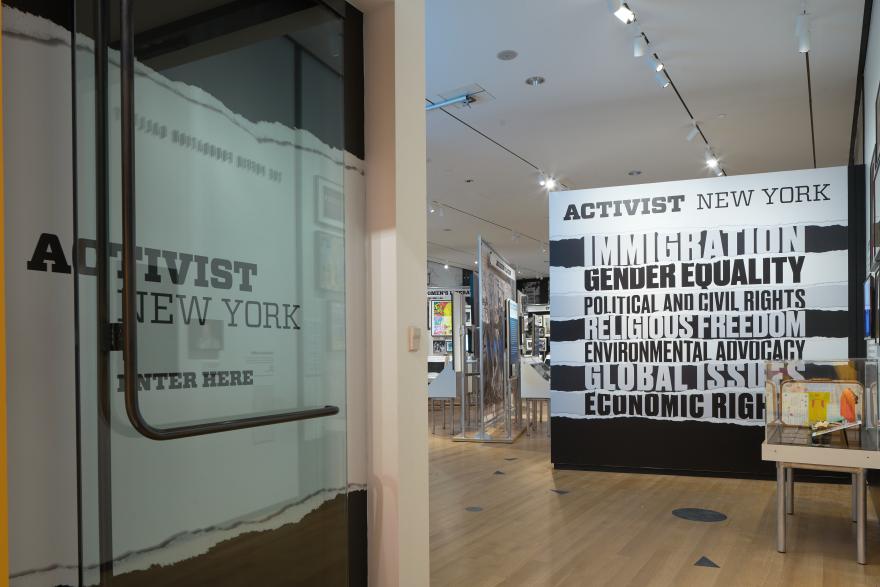 ACTIVIST
NEW YORK
ENTER HERE
ACTIVIST NEW YORK
IMMIGRATION
GENDER EQUALITY
POLITICAL AND CIVIL RIGHTS
RELIGIOUS FREEDOM
ENVIRONMENTAL ADVOCACY
GLOBAL ISSUES
ECONOMIC RIGH